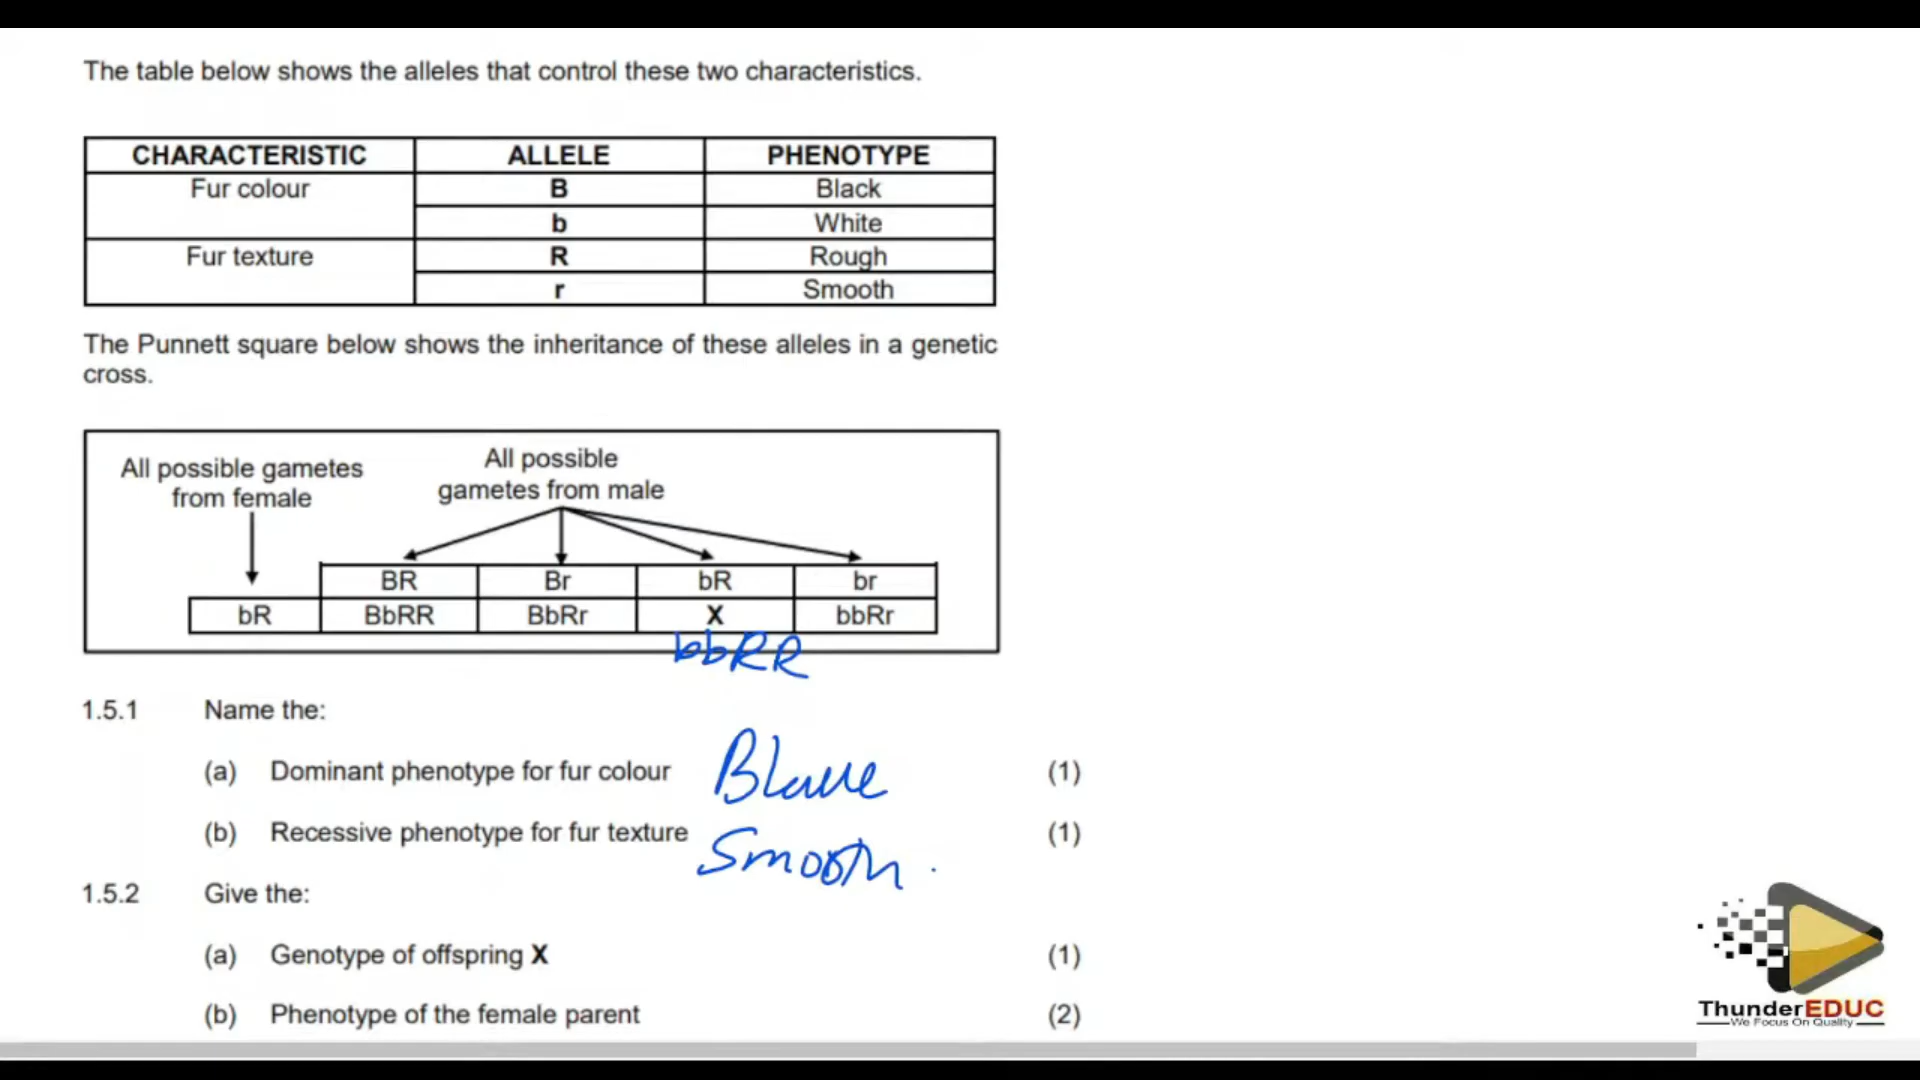 The table below shows the alleles that control these two characteristics.
CHARACTERISTIC ALLELE PHENOTYPE
Fur colour B Black
b White
Fur texture R Rough
r Smooth
The Punnett square below shows the inheritance of these alleles in a genetic
cross.
All possible gametes
from female
All possible
gametes from male
BR Br bR br
bR BbRR BbRr X bbRr
bbRR
1.5.1 Name the:
(a) Dominant phenotype for fur colour (1)
(b) Recessive phenotype for fur texture Smooth. (1)
1.5.2 Give the:
(a) Genotype of offspring X (1)
(b) Phenotype of the female parent (2)
ThunderEDUC
We Focus On Quality